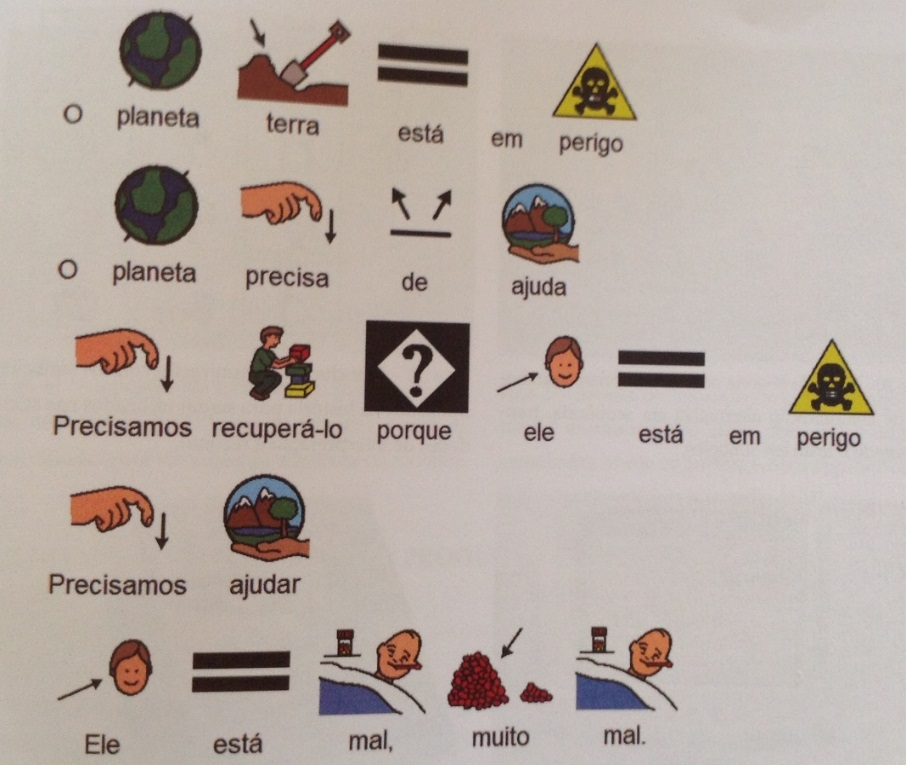 O planeta terra está em perigo
O planeta precisa de ajuda
Precisamos recuperá-lo porque ele está em perigo
Precisamos ajudar
Ele está mal, muito mal.